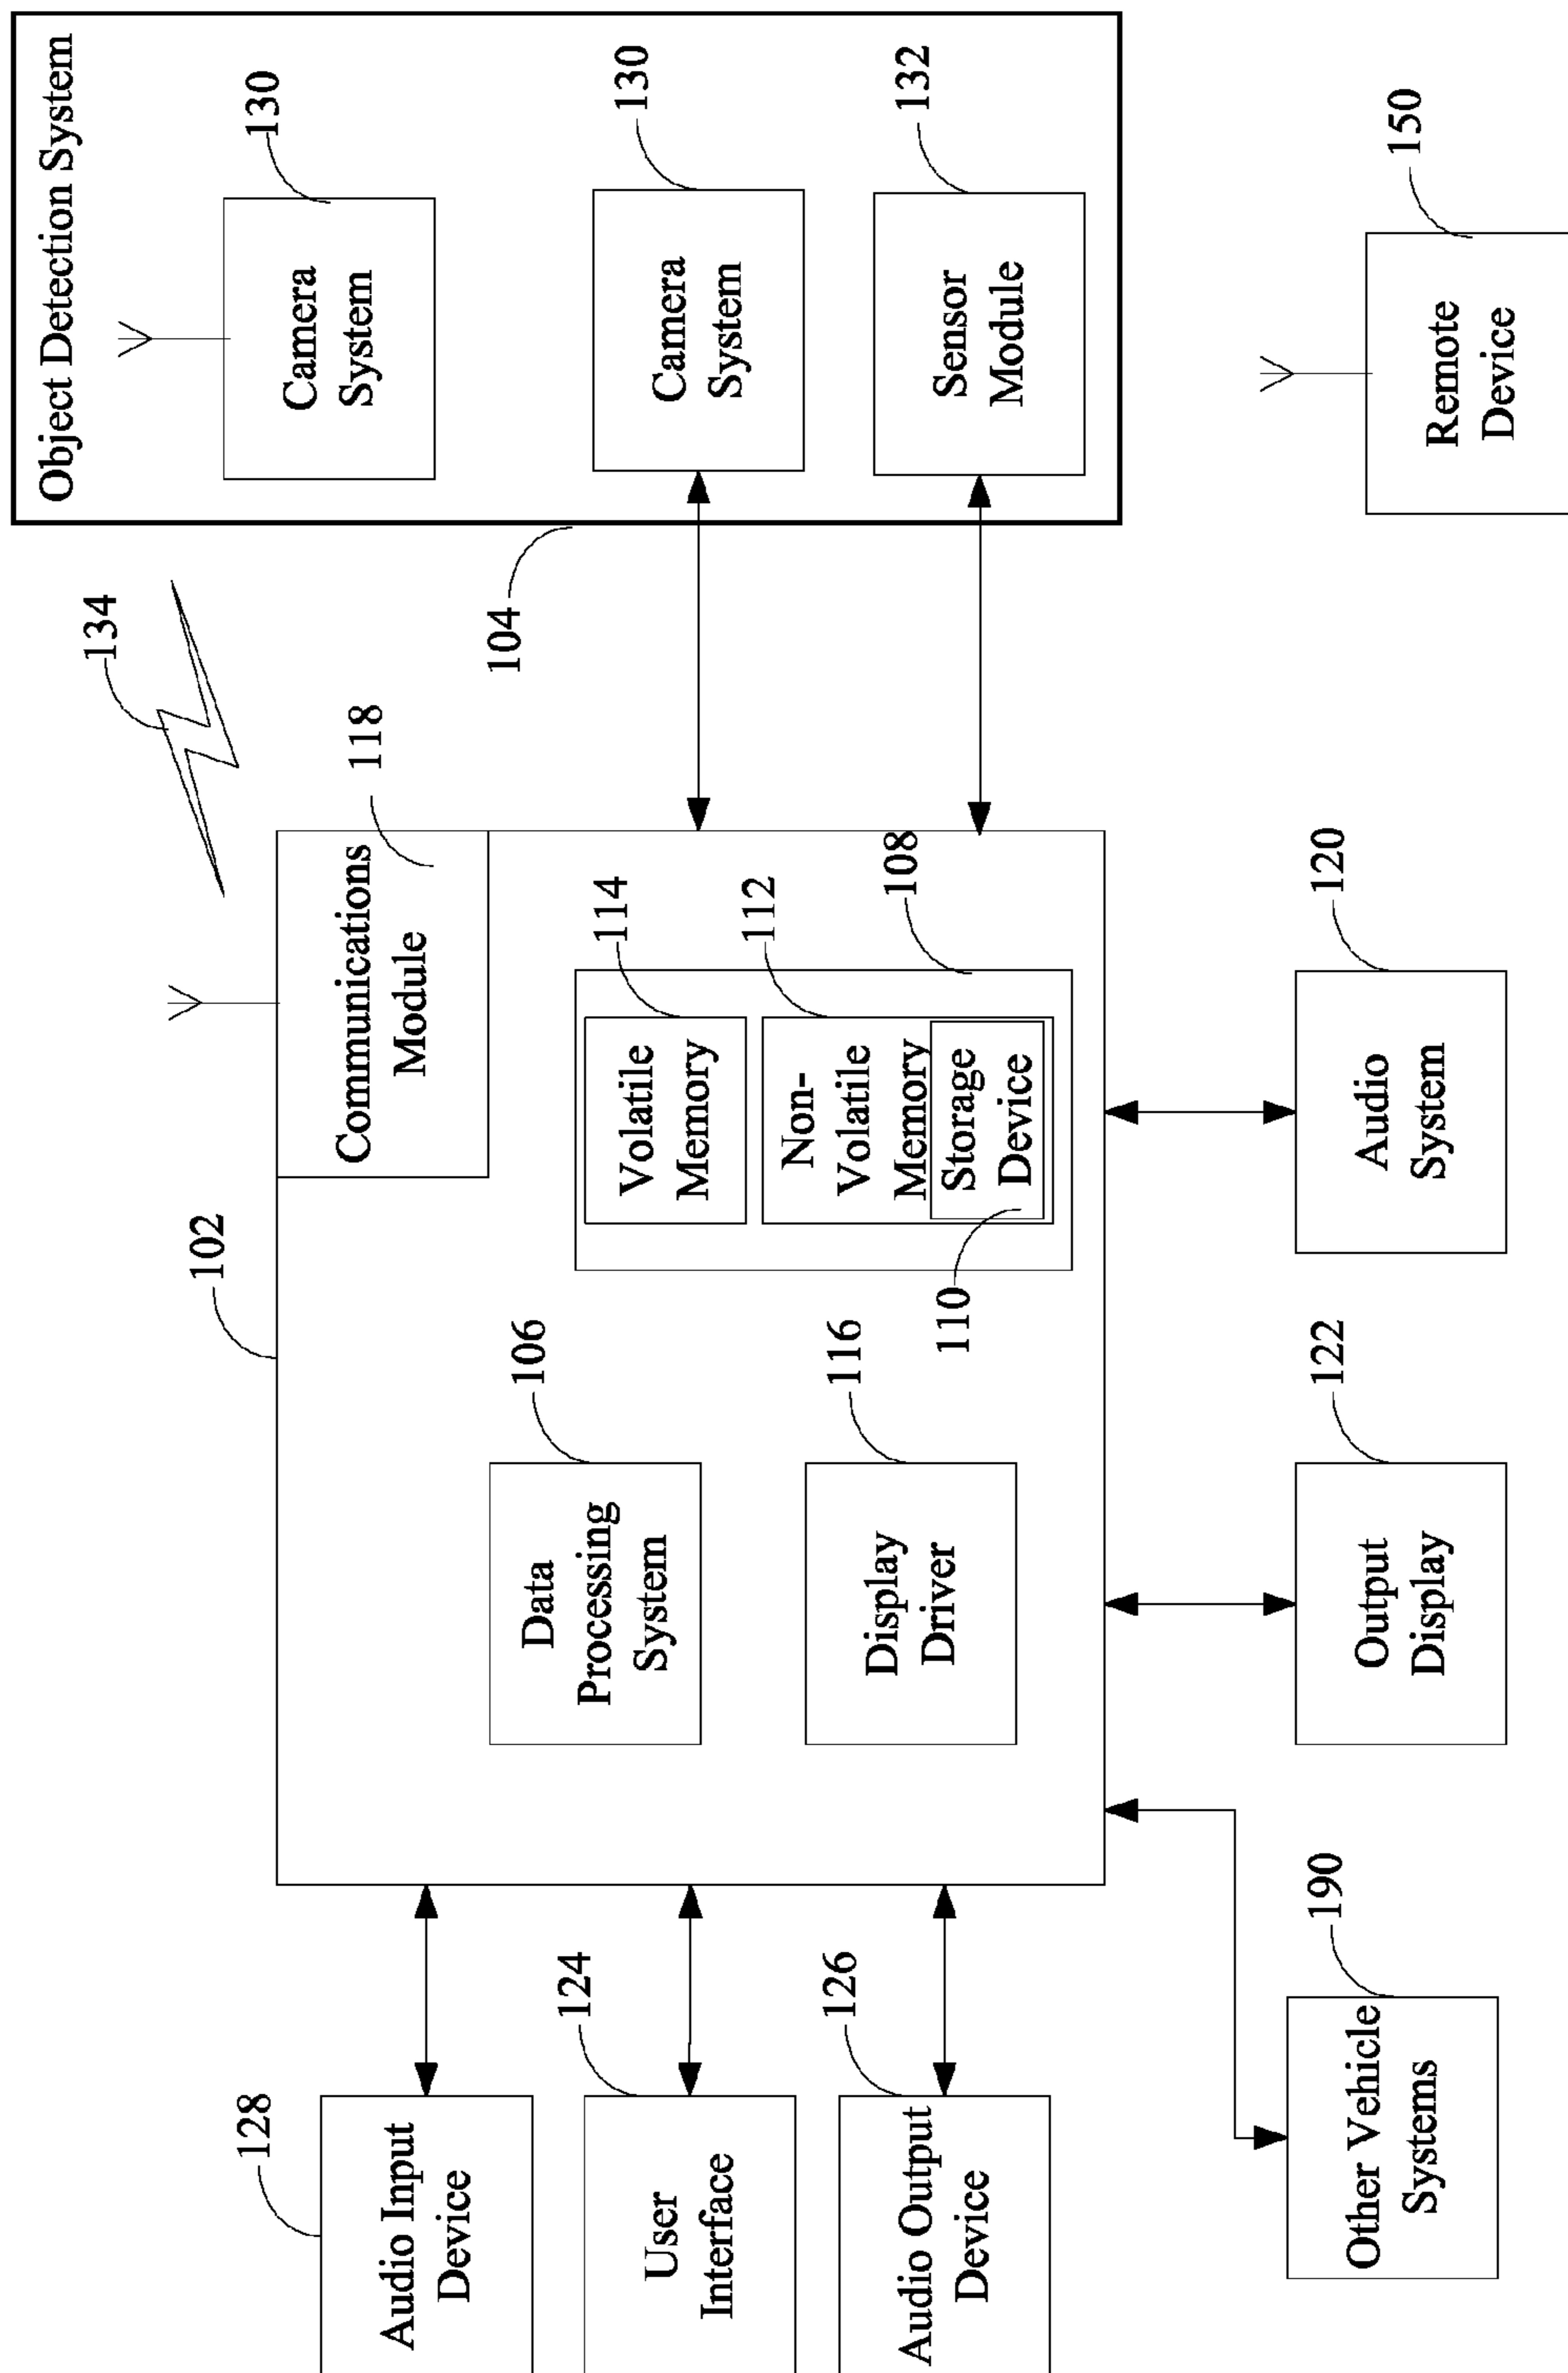 Object Detection System
130
Camera
System
130
Camera
System
132
Sensor
Module
104
134
118
Communications
Module
102
114
Volatile
Memory
112
Non-
Volatile
Memory
108
Storage
Device
110
106
Data
Processing
System
116
Display
Driver
128
Audio Input
Device
124
User
Interface
126
Audio Output
Device
190
Other Vehicle
Systems
122
Output
Display
120
Audio
System
150
Remote
Device